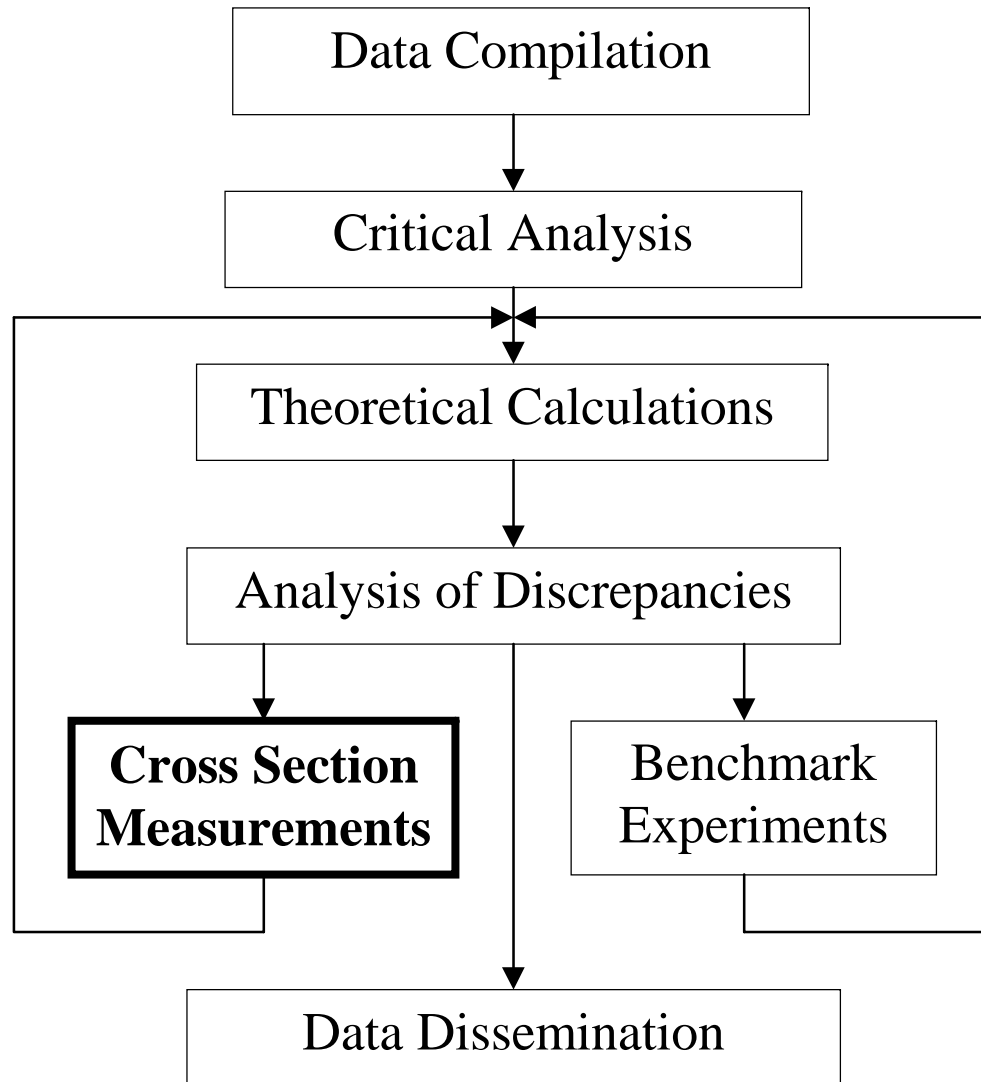 Data Compilation
Critical Analysis
Theoretical Calculations
Analysis of Discrepancies
Cross Section
Measurements
Benchmark
Experiments
Data Dissemination